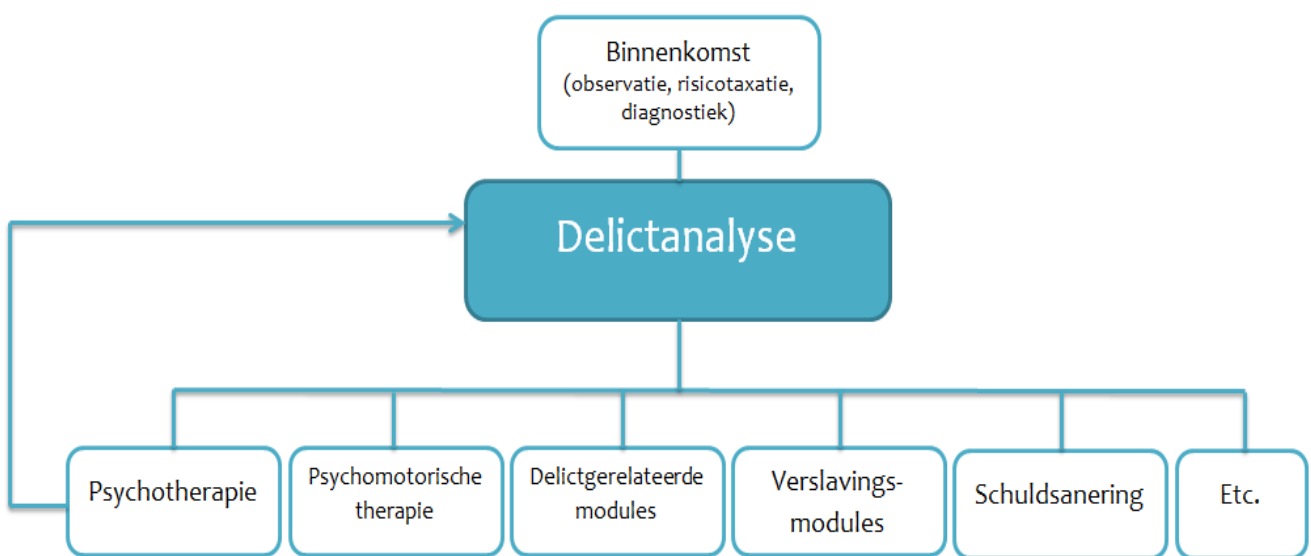 Binnenkomst
(observatie, risicotaxatie,
diagnostiek)
Delictanalyse
Psychotherapie
Psychomotorische
therapie
Delictgerelateerde
modules
Verslavings-
modules
Schuldsanering
Etc.